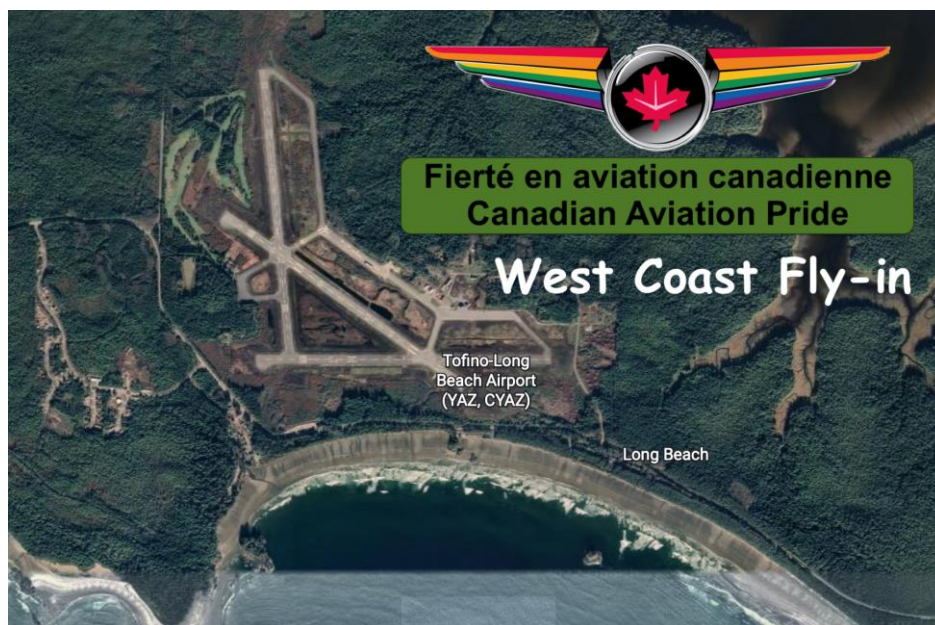 Fierté en aviation canadienne
Canadian Aviation Pride
West Coast Fly-in
Tofino-Long
Beach Airport
(YAZ, CYAZ)
Long Beach